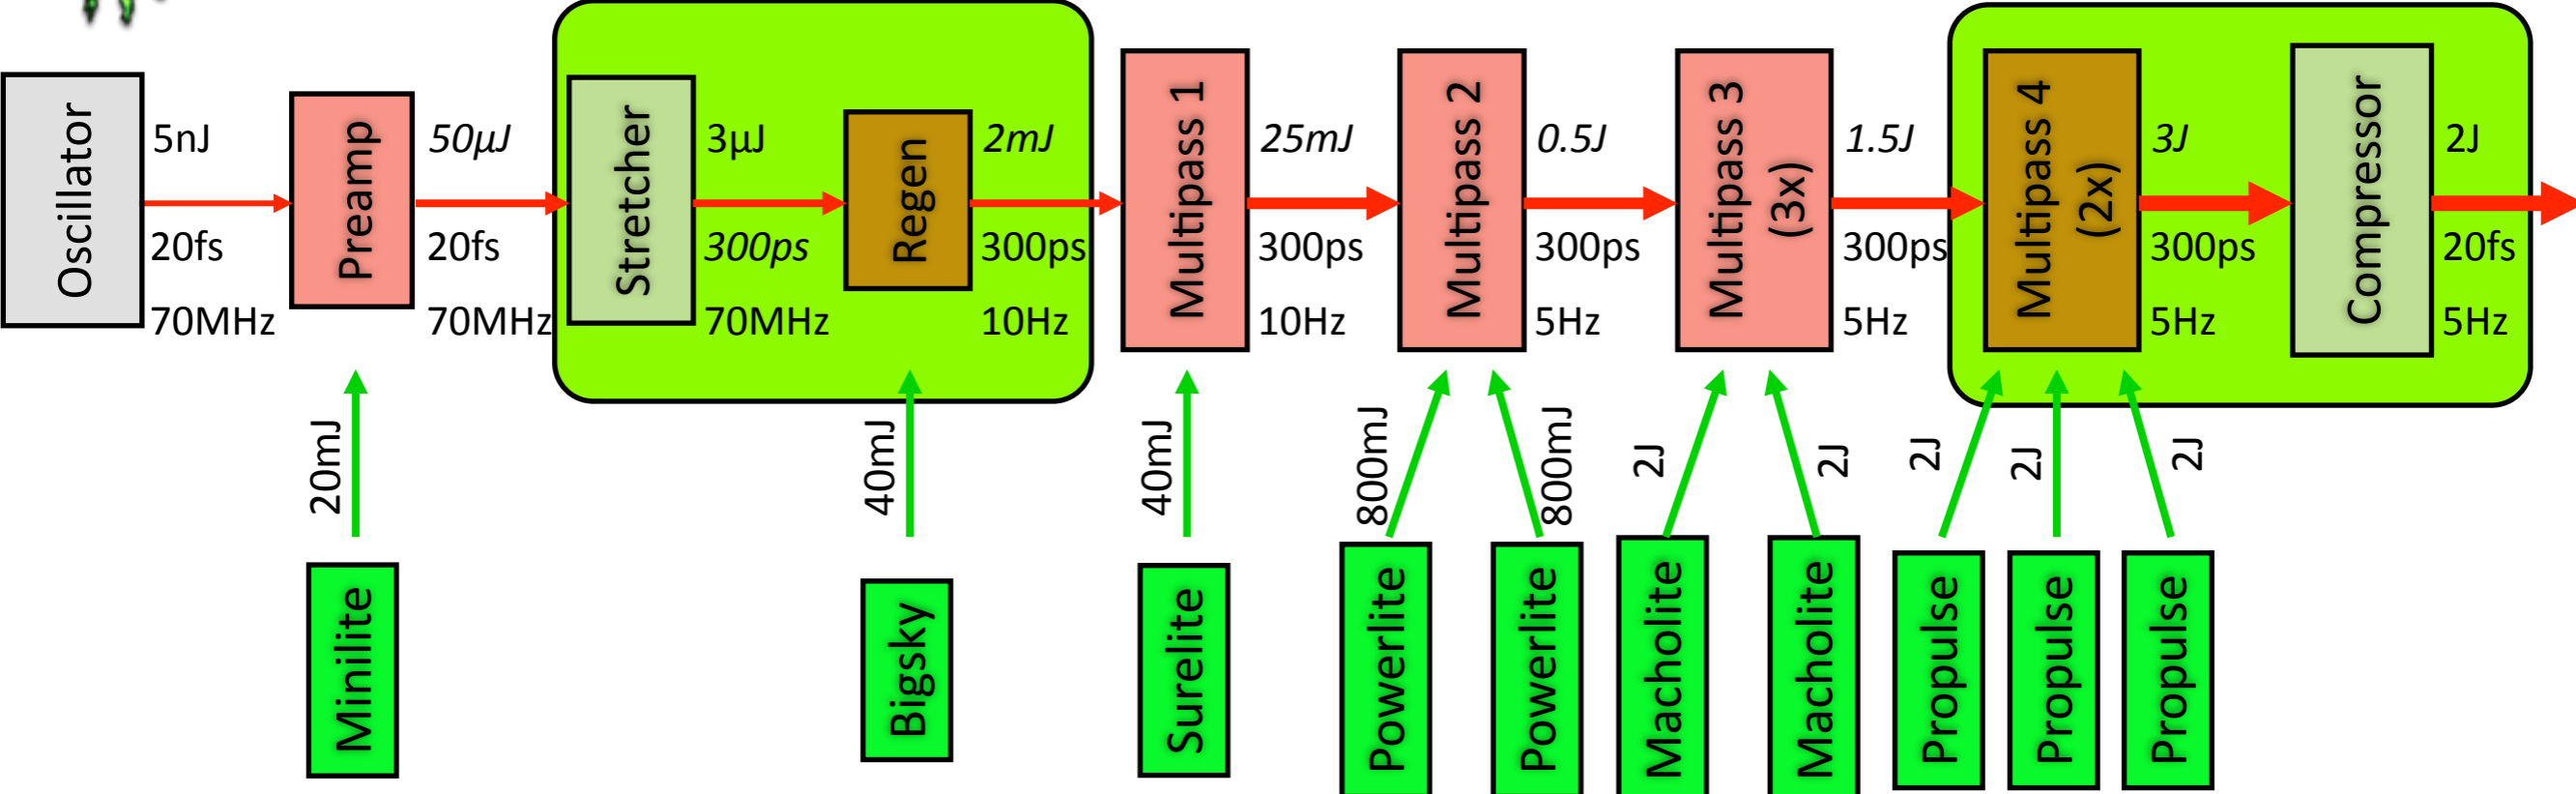 Oscillator
5nJ
20fs
70MHz
Preamp
50µJ
20fs
70MHz
Stretcher
3µJ
300ps
70MHz
Regen
2mJ
300ps
10Hz
Multipass 1
25mJ
300ps
10Hz
Multipass 2
0.5J
300ps
5Hz
Multipass 3
(3x)
1.5J
300ps
5Hz
Multipass 4
(2x)
3J
300ps
5Hz
Compressor
2J
20fs
5Hz
20mJ
40mJ
40mJ
800mJ
800mJ
2J
2J
2J
2J
2J
Minilite
Bigsky
Surelite
Powerlite
Powerlite
Macholite
Macholite
Propulse
Propulse
Propulse